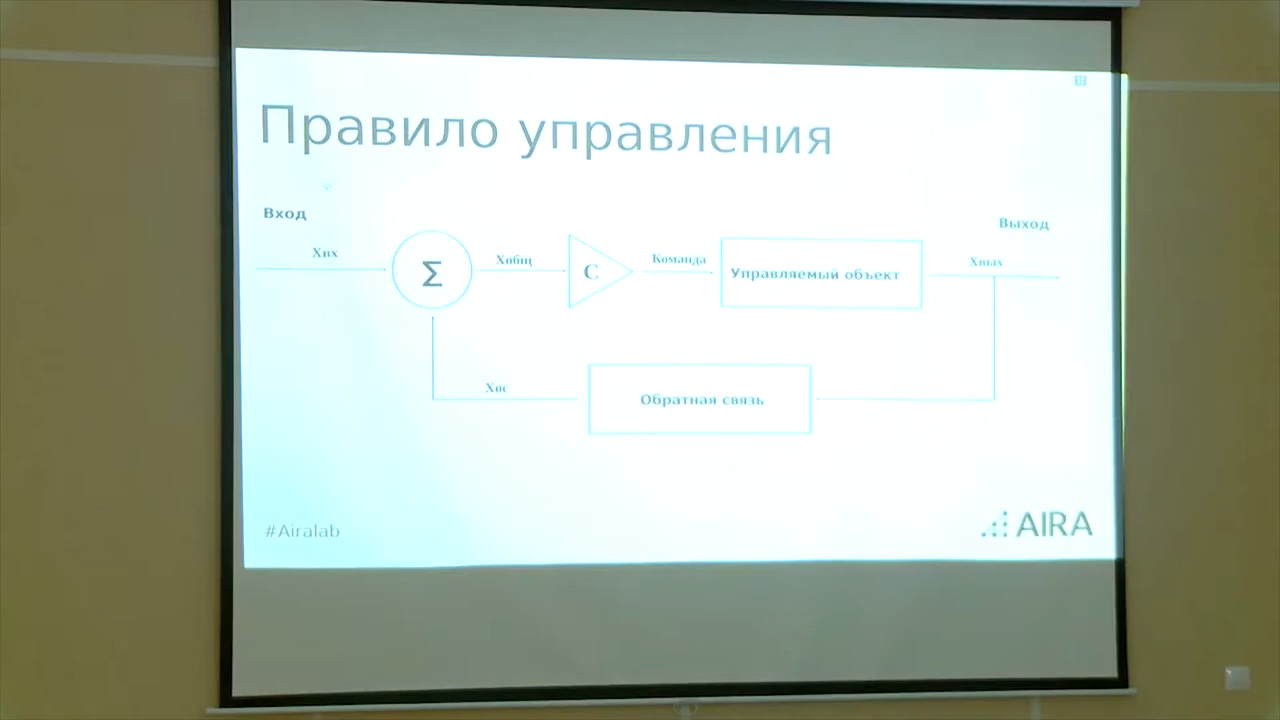 Правило управления
Вход
Выход
Хвх
Σ
Хобщ
С
Команда
Управляемый объект
Хвых
Хос
Обратная связь
#Airalab
AIRA